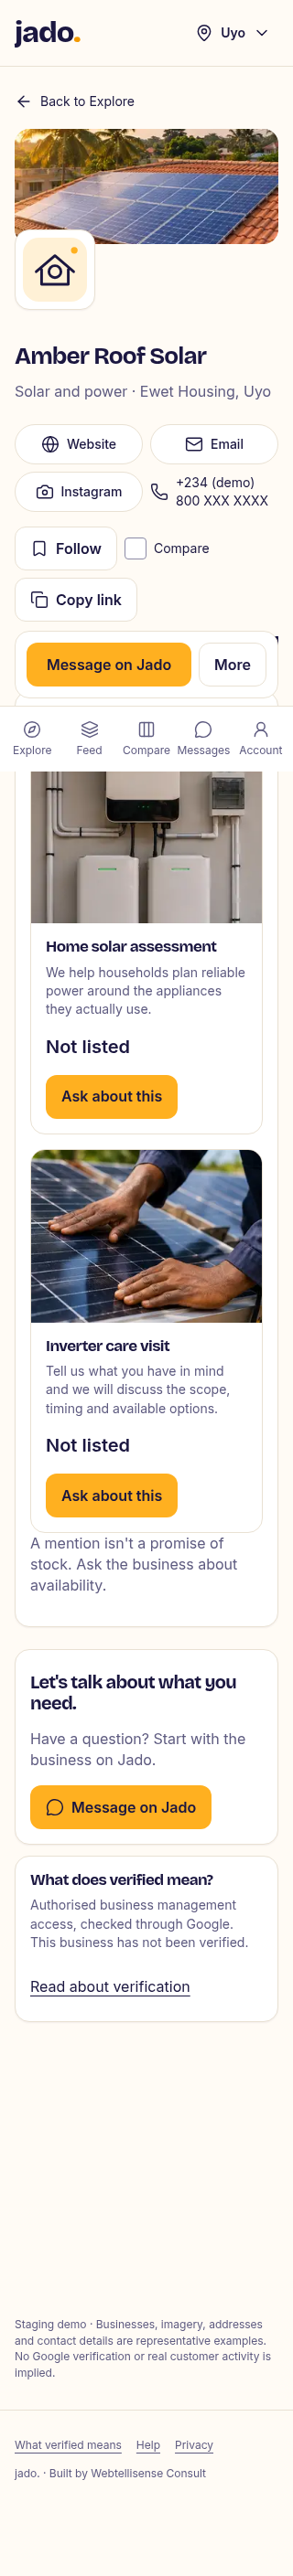 jado.
Uyo
Back to Explore
Amber Roof Solar
Solar and power · Ewet Housing, Uyo
Website
Email
Instagram
+234 (demo)
800 XXX XXXX
Follow
Compare
Copy link
Message on Jado
More
Explore
Feed
Compare
Messages
Account
Home solar assessment
We help households plan reliable
power around the appliances
they actually use.
Not listed
Ask about this
Inverter care visit
Tell us what you have in mind
and we will discuss the scope,
timing and available options.
Not listed
Ask about this
A mention isn't a promise of
stock. Ask the business about
availability.
Let's talk about what you
need.
Have a question? Start with the
business on Jado.
Message on Jado
What does verified mean?
Authorised business management
access, checked through Google.
This business has not been verified.
Read about verification
Staging demo · Businesses, imagery, addresses
and contact details are representative examples.
No Google verification or real customer activity is
implied.
What verified means
Help
Privacy
jado. · Built by Webtellisense Consult